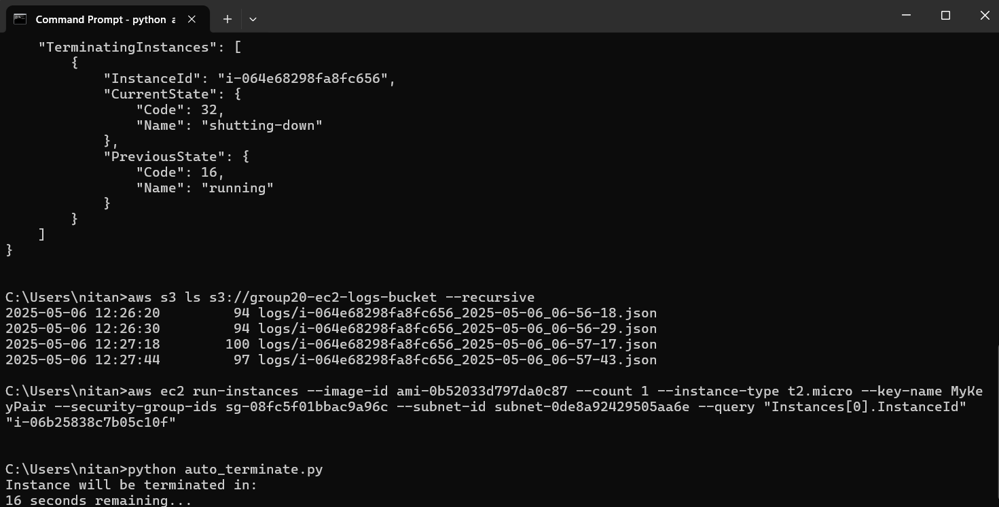 Command Prompt - python a
"TerminatingInstances": [
{
"InstanceId": "i-064e68298fa8fc656",
"CurrentState": {
"Code": 32,
"Name": "shutting-down"
},
"PreviousState": {
"Code": 16,
"Name": "running"
}
}
]
}
C:\Users\nitan>aws s3 ls s3://group20-ec2-logs-bucket --recursive
2025-05-06 12:26:20 94 logs/i-064e68298fa8fc656_2025-05-06_06-56-18.json
2025-05-06 12:26:30 94 logs/i-064e68298fa8fc656_2025-05-06_06-56-29.json
2025-05-06 12:27:18 100 logs/i-064e68298fa8fc656_2025-05-06_06-57-17.json
2025-05-06 12:27:44 97 logs/i-064e68298fa8fc656_2025-05-06_06-57-43.json
C:\Users\nitan>aws ec2 run-instances --image-id ami-0b52033d797da0c87 --count 1 --instance-type t2.micro --key-name MyKe
yPair --security-group-ids sg-08fc5f01bbac9a96c --subnet-id subnet-0de8a92429505aa6e --query "Instances[0].InstanceId"
"i-06b25838c7b05c10f"
C:\Users\nitan>python auto_terminate.py
Instance will be terminated in:
16 seconds remaining...